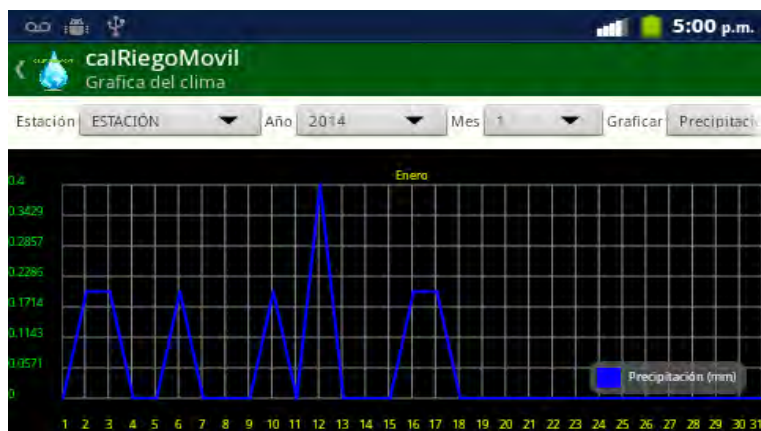 5:00 p.m.
calRiegoMovil
Grafica del clima
Estación ESTACIÓN Año 2014 Mes 1 Graficar Precipitaci
Enero
0.4
0.3429
0.2857
0.2286
0.1714
0.1143
0.0571
0
Precipitación (mm)
1 2 3 4 5 6 7 8 9 10 11 12 13 14 15 16 17 18 19 20 21 22 23 24 25 26 27 28 29 30 31